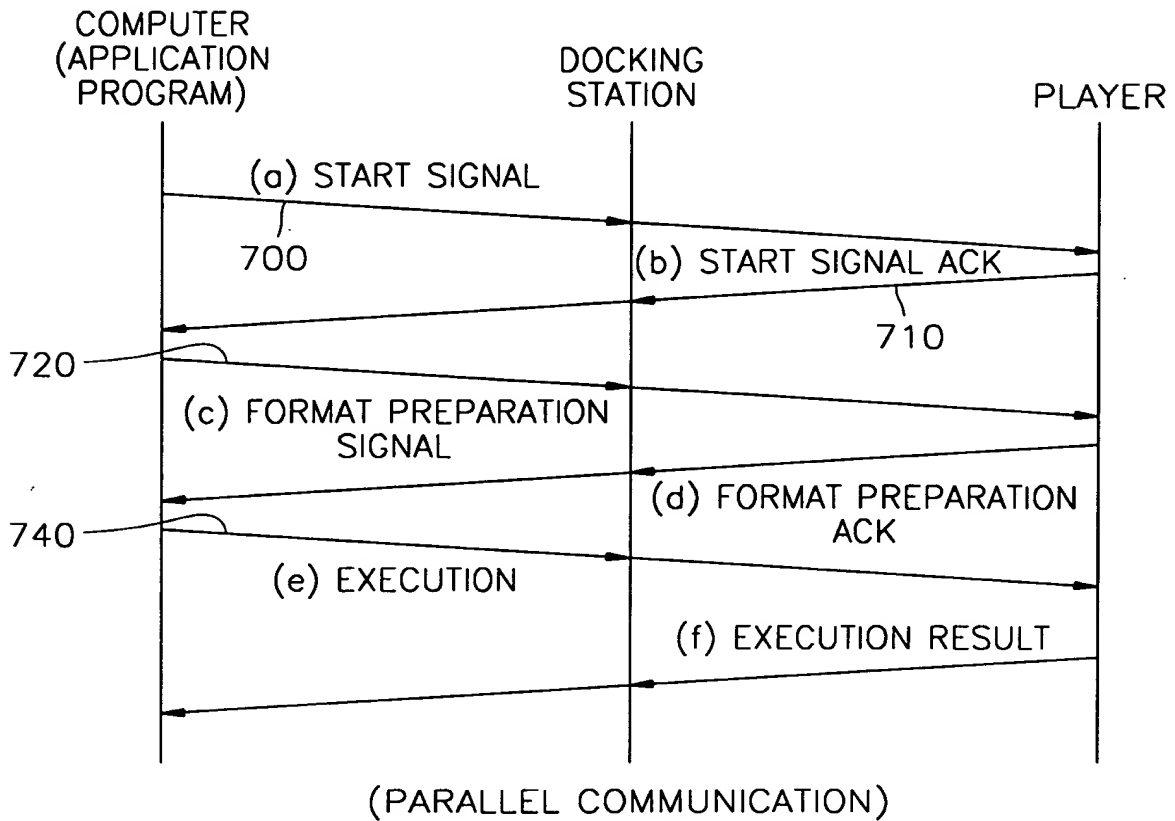 COMPUTER
(APPLICATION
PROGRAM)
DOCKING
STATION
PLAYER
(a) START SIGNAL
700
(b) START SIGNAL ACK
710
720
(c) FORMAT PREPARATION
SIGNAL
(d) FORMAT PREPARATION
ACK
740
(e) EXECUTION
(f) EXECUTION RESULT
(PARALLEL COMMUNICATION)